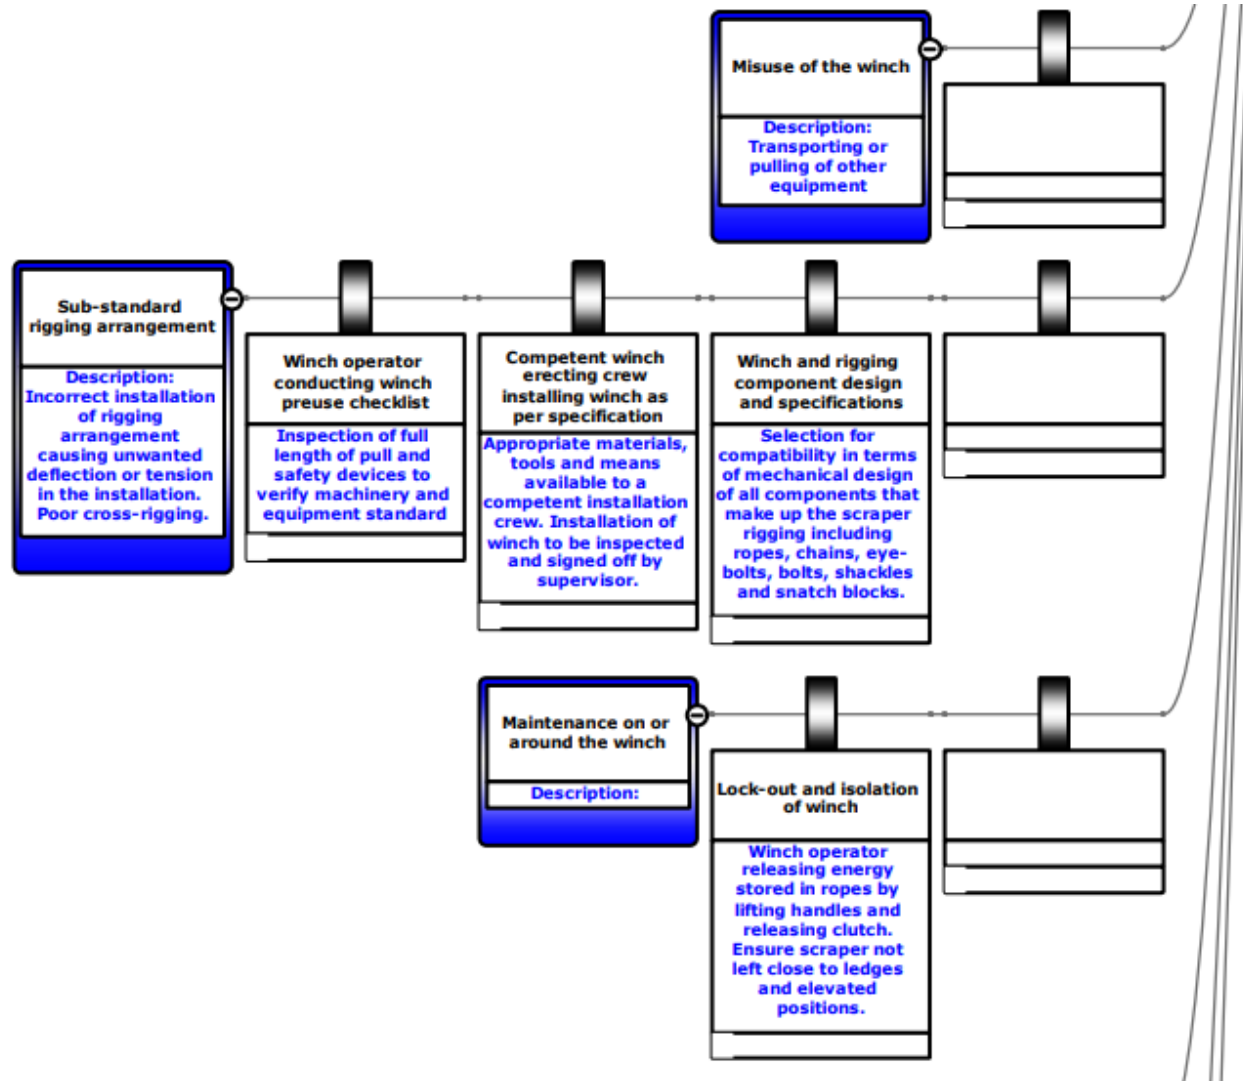 Misuse of the winch
Description:
Transporting or
pulling of other
equipment
Sub-standard
rigging arrangement
Description:
Incorrect installation
of rigging
arrangement
causing unwanted
deflection or tension
in the installation.
Poor cross-rigging.
Winch operator
conducting winch
preuse checklist
Inspection of full
length of pull and
safety devices to
verify machinery and
equipment standard
Competent winch
erecting crew
installing winch as
per specification
Appropriate materials,
tools and means
available to a
competent installation
crew. Installation of
winch to be inspected
and signed off by
supervisor.
Winch and rigging
component design
and specifications
Selection for
compatibility in terms
of mechanical design
of all components that
make up the scraper
rigging including
ropes, chains, eye-
bolts, bolts, shackles
and snatch blocks.
Maintenance on or
around the winch
Description:
Lock-out and isolation
of winch
Winch operator
releasing energy
stored in ropes by
lifting handles and
releasing clutch.
Ensure scraper not
left close to ledges
and elevated
positions.